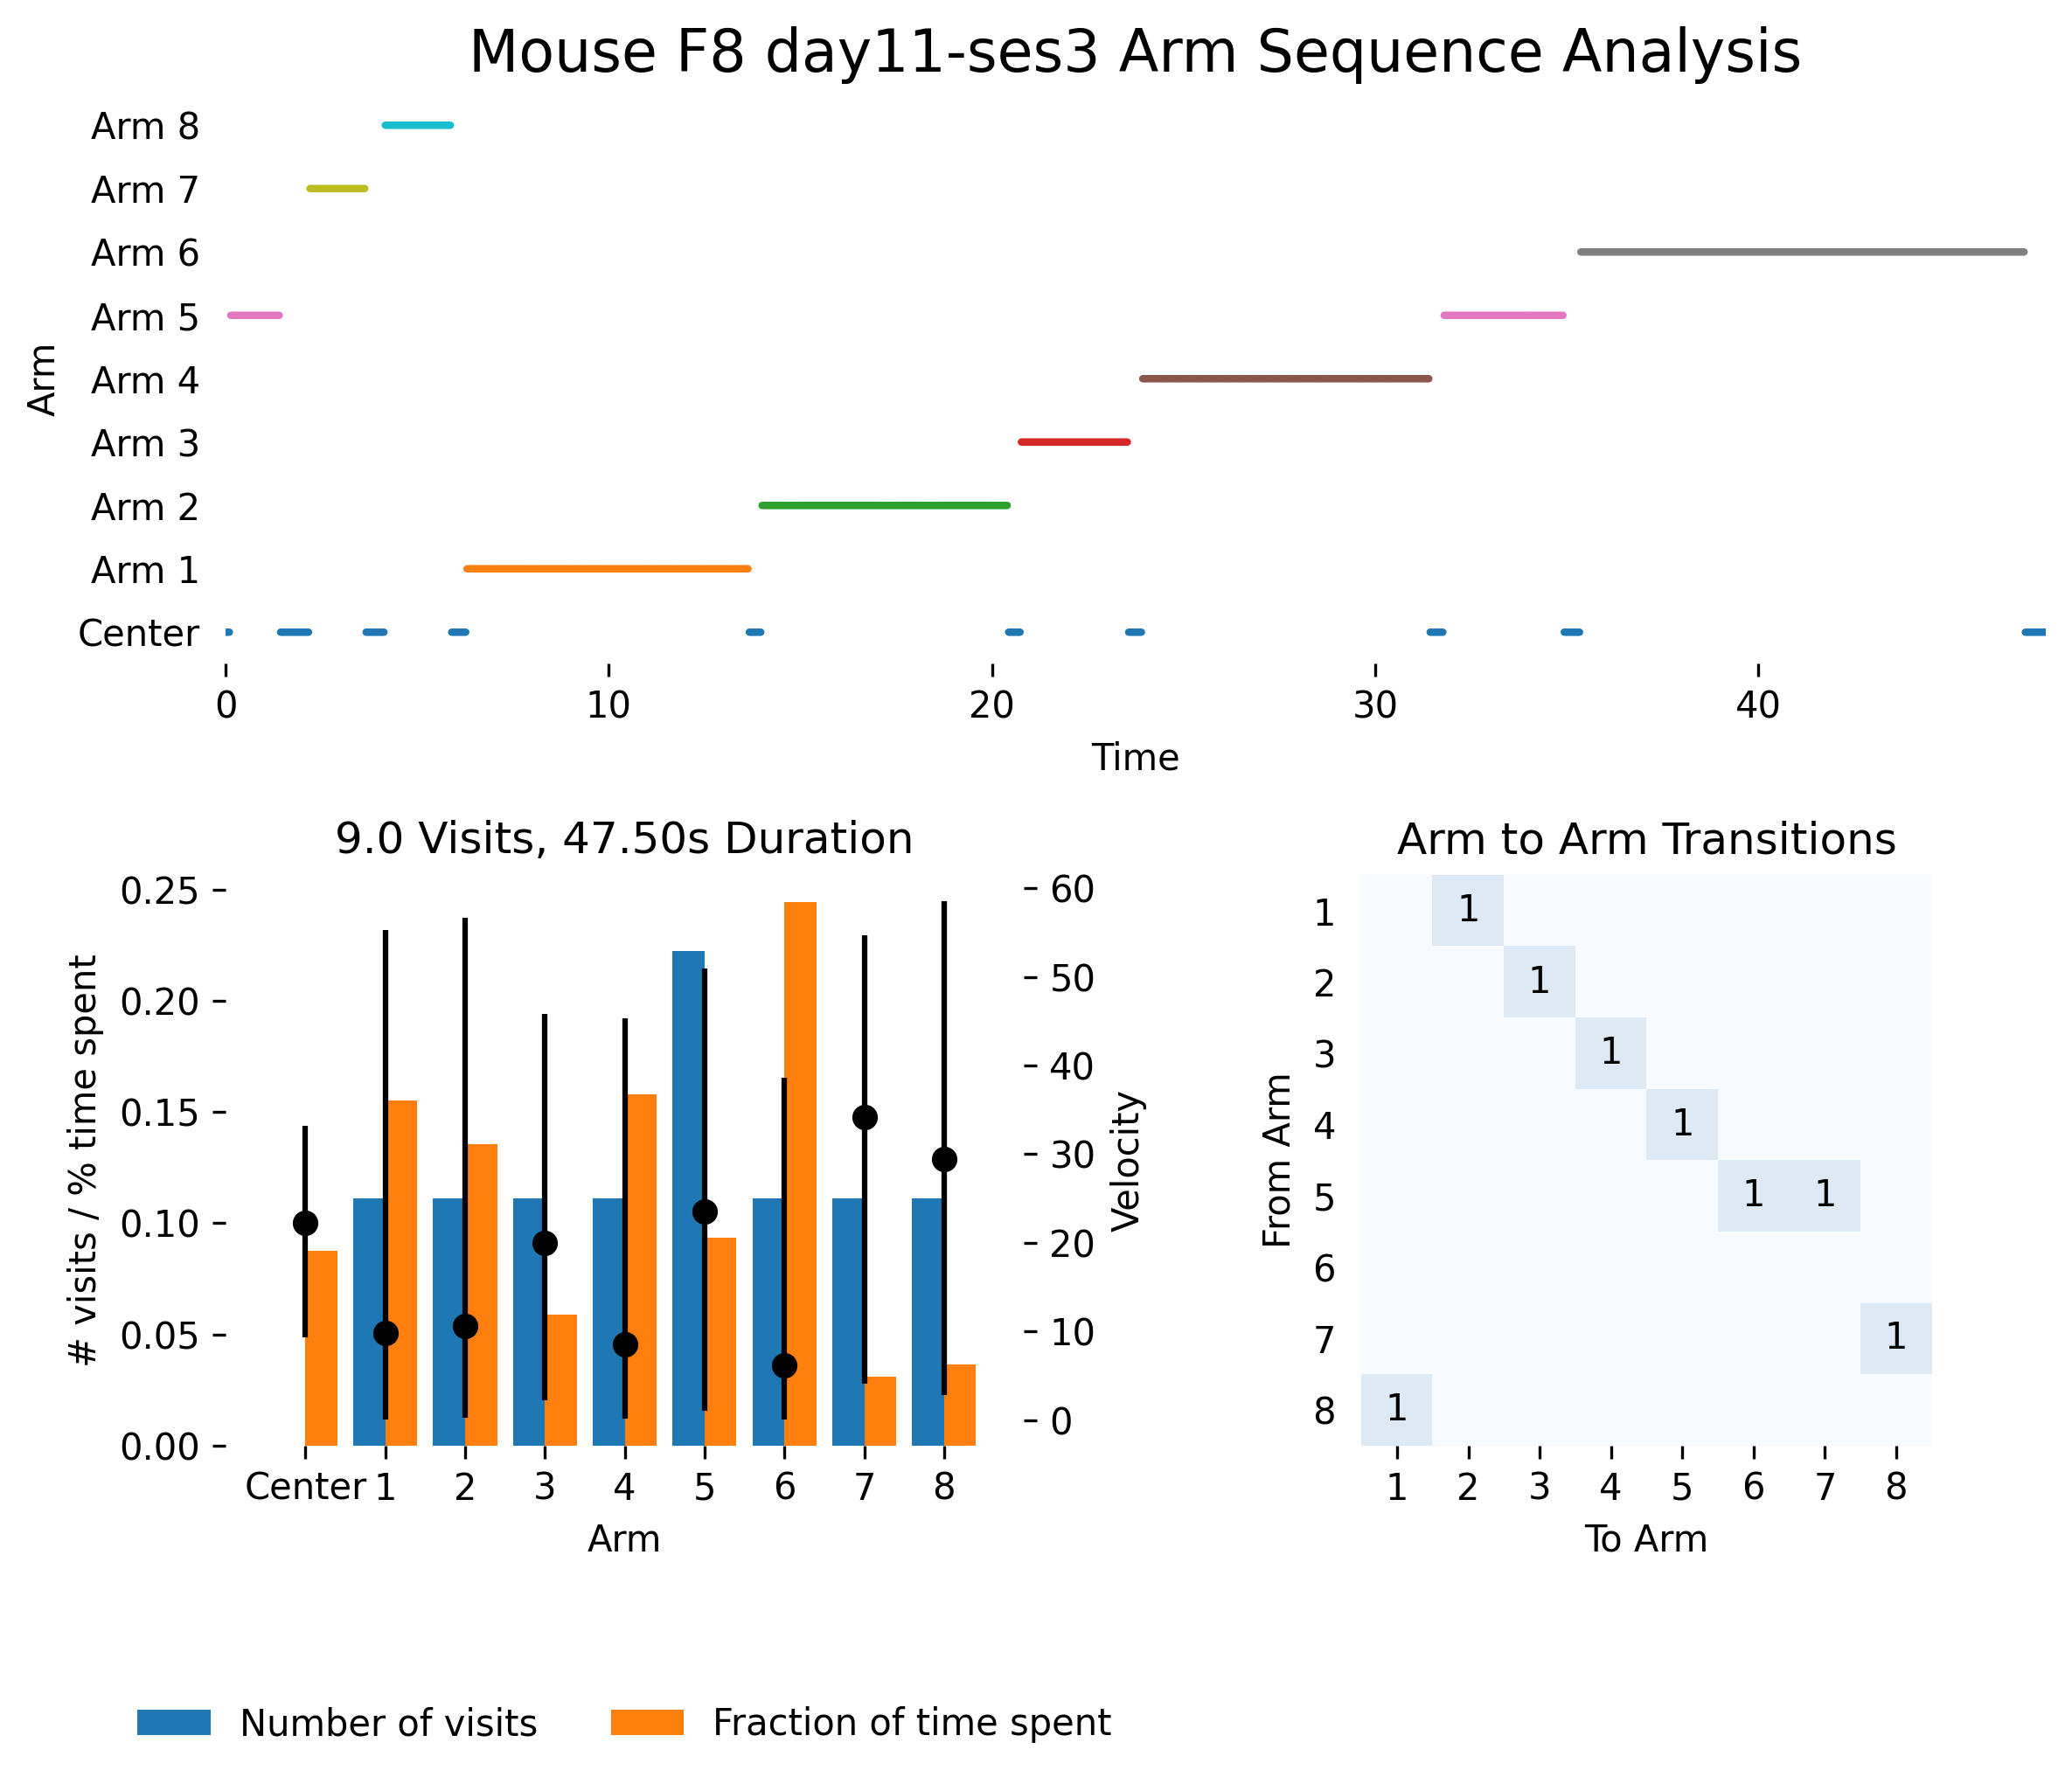 Mouse F8 day11-ses3 Arm Sequence Analysis
Arm 8
Arm 7
Arm 6
Arm 5
Arm 4
Arm 3
Arm 2
Arm 1
Center
Arm
0 10 20 30 40
Time
9.0 Visits, 47.50s Duration
0.25
0.20
0.15
0.10
0.05
0.00
# visits / % time spent
60
50
40
30
20
10
0
Velocity
Center 1 2 3 4 5 6 7 8
Arm
Arm to Arm Transitions
1 1
2 1
3 1
4 1
5 1 1
6
7 1
8 1
From Arm
1 2 3 4 5 6 7 8
To Arm
Number of visits Fraction of time spent